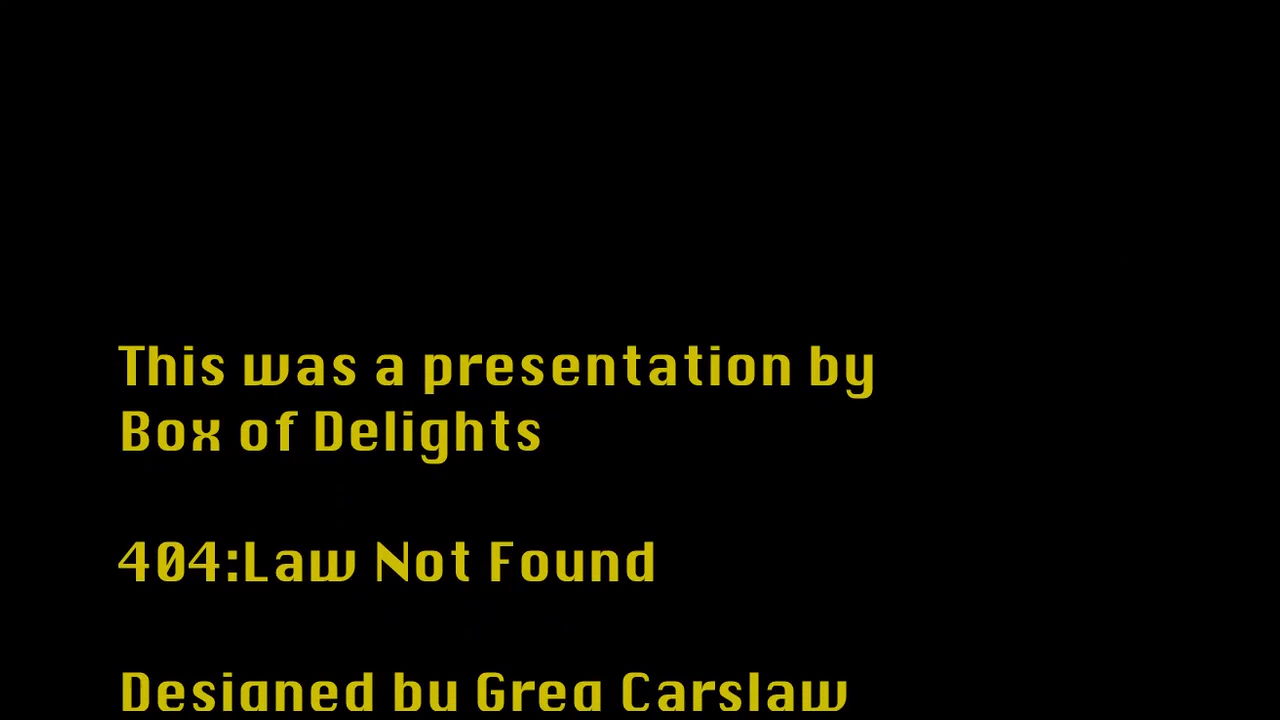 This was a presentation by
Box of Delights
404:Law Not Found
Designed by Greg Carslaw